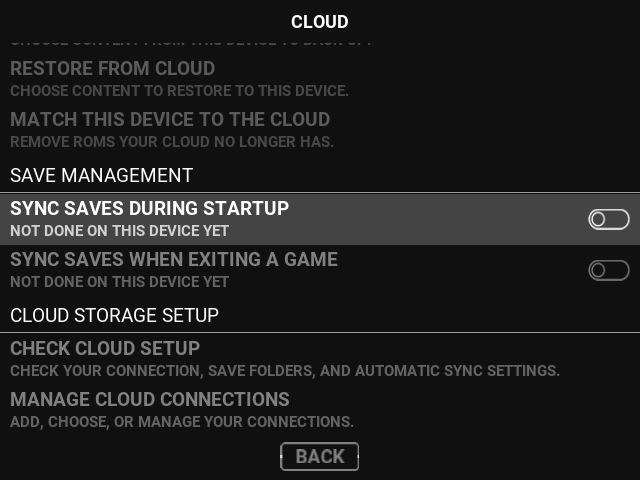 CLOUD
RESTORE FROM CLOUD
CHOOSE CONTENT TO RESTORE TO THIS DEVICE.
MATCH THIS DEVICE TO THE CLOUD
REMOVE ROMS YOUR CLOUD NO LONGER HAS.
SAVE MANAGEMENT
SYNC SAVES DURING STARTUP
NOT DONE ON THIS DEVICE YET
SYNC SAVES WHEN EXITING A GAME
NOT DONE ON THIS DEVICE YET
CLOUD STORAGE SETUP
CHECK CLOUD SETUP
CHECK YOUR CONNECTION, SAVE FOLDERS, AND AUTOMATIC SYNC SETTINGS.
MANAGE CLOUD CONNECTIONS
ADD, CHOOSE, OR MANAGE YOUR CONNECTIONS.
BACK